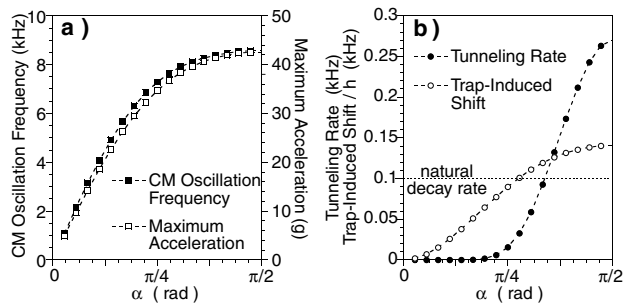 a)
CM Oscillation Frequency (kHz)
10
8
6
4
2
0
50
40
30
20
10
0
Maximum Acceleration (g)
CM Oscillation
Frequency
Maximum
Acceleration
0
π/4
π/2
α ( rad )
b)
Tunneling Rate (kHz)
Trap-Induced Shift / h (kHz)
0.3
0.25
0.2
0.15
0.1
0.05
0
Tunneling Rate
Trap-Induced
Shift
natural
decay rate
0
π/4
π/2
α ( rad )